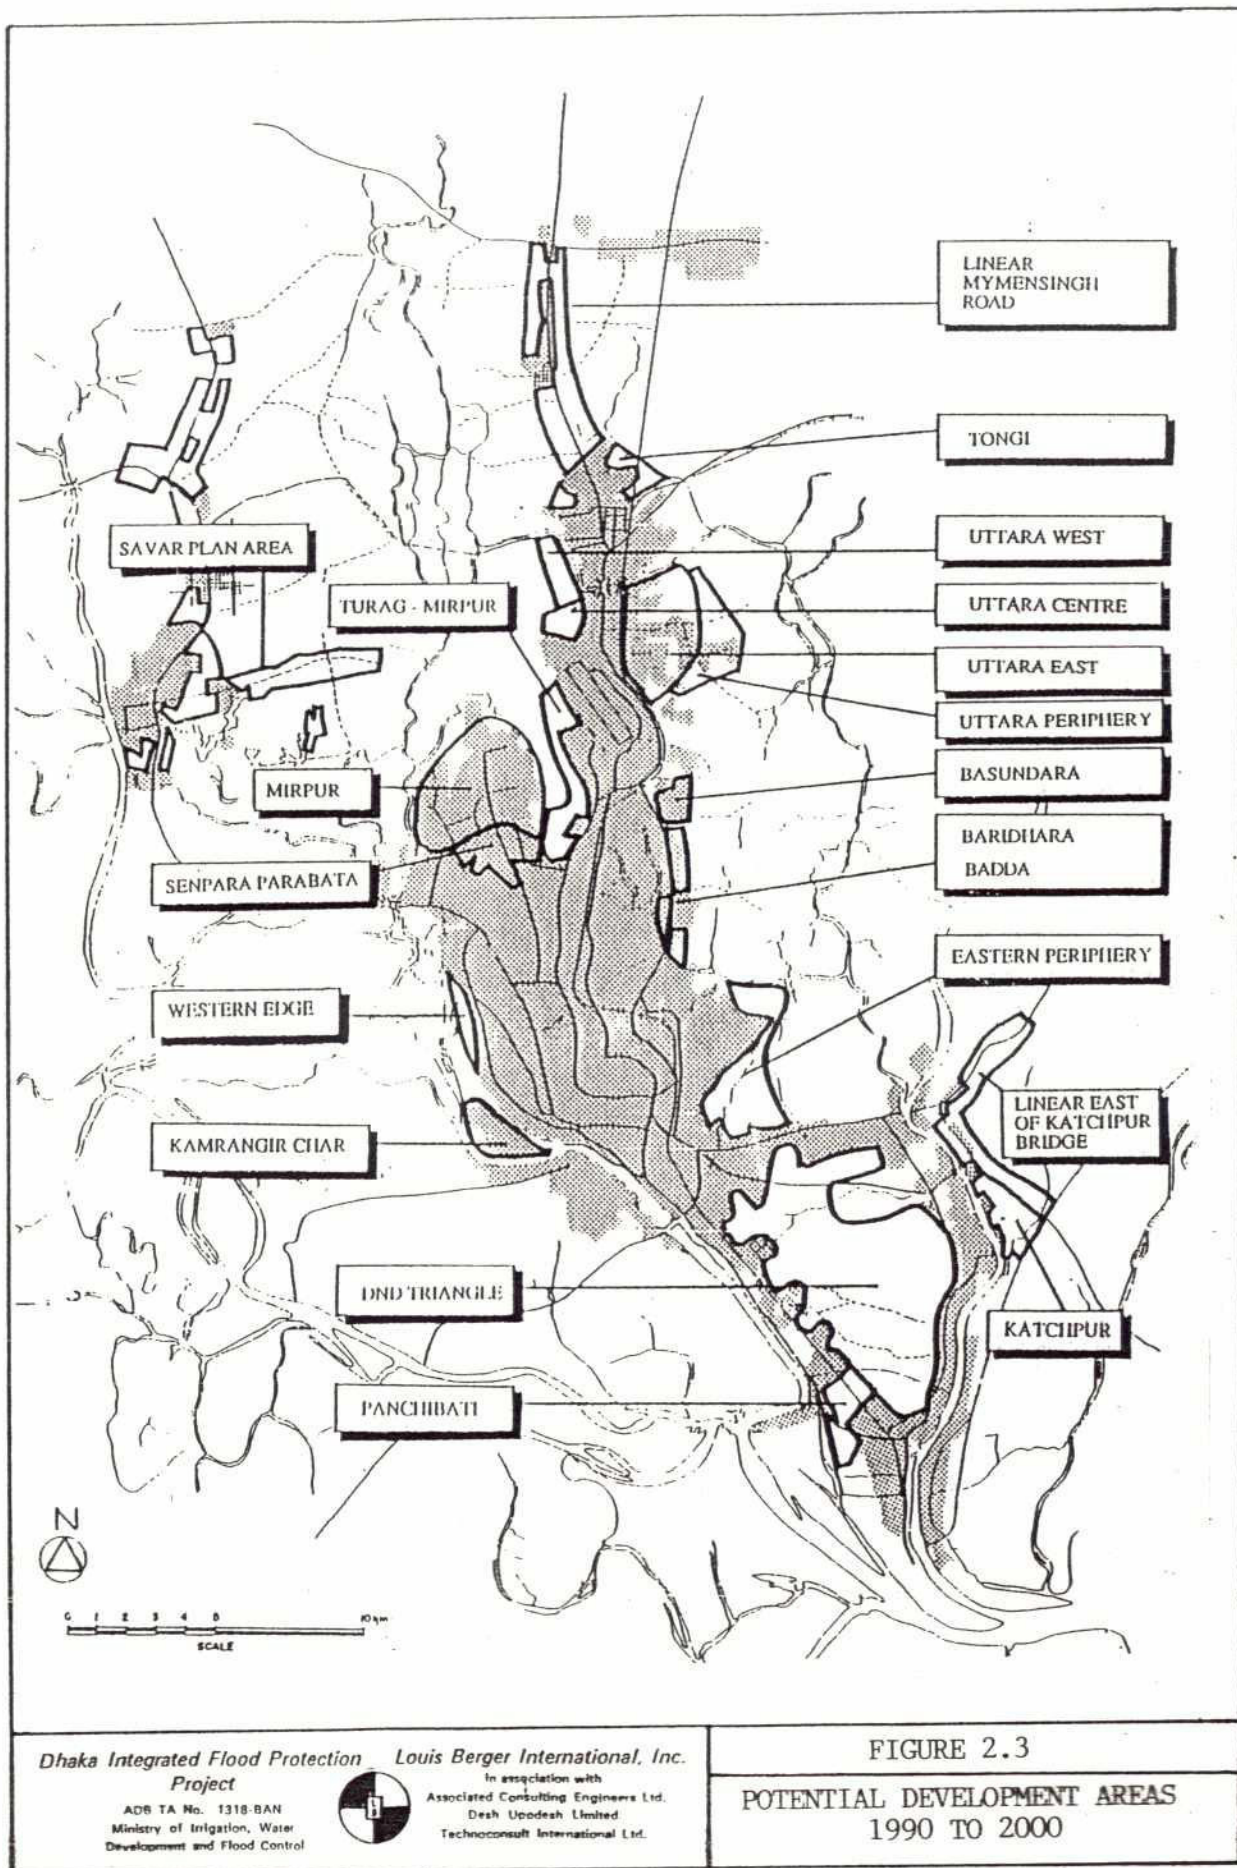 LINEAR
MYMENSINGH
ROAD
TONGI
SAVAR PLAN AREA
UTTARA WEST
TURAG - MIRPUR
UTTARA CENTRE
UTTARA EAST
UTTARA PERIPHERY
MIRPUR
BASUNDARA
BARIDHARA
BADDA
SENPARA PARABATA
EASTERN PERIPHERY
WESTERN EDGE
LINEAR EAST
OF KATCHPUR
BRIDGE
KAMRANGIR CHAR
DND TRIANGLE
KATCHPUR
PANCHIBATI
N
0 1 2 3 4 5 10 km
SCALE
Dhaka Integrated Flood Protection
Project
ADB TA No. 1318-BAN
Ministry of Irrigation, Water
Development and Flood Control
Louis Berger International, Inc.
In association with
Associated Consulting Engineers Ltd.
Desh Upodesh Limited
Technoconsult International Ltd.
FIGURE 2.3
POTENTIAL DEVELOPMENT AREAS
1990 TO 2000